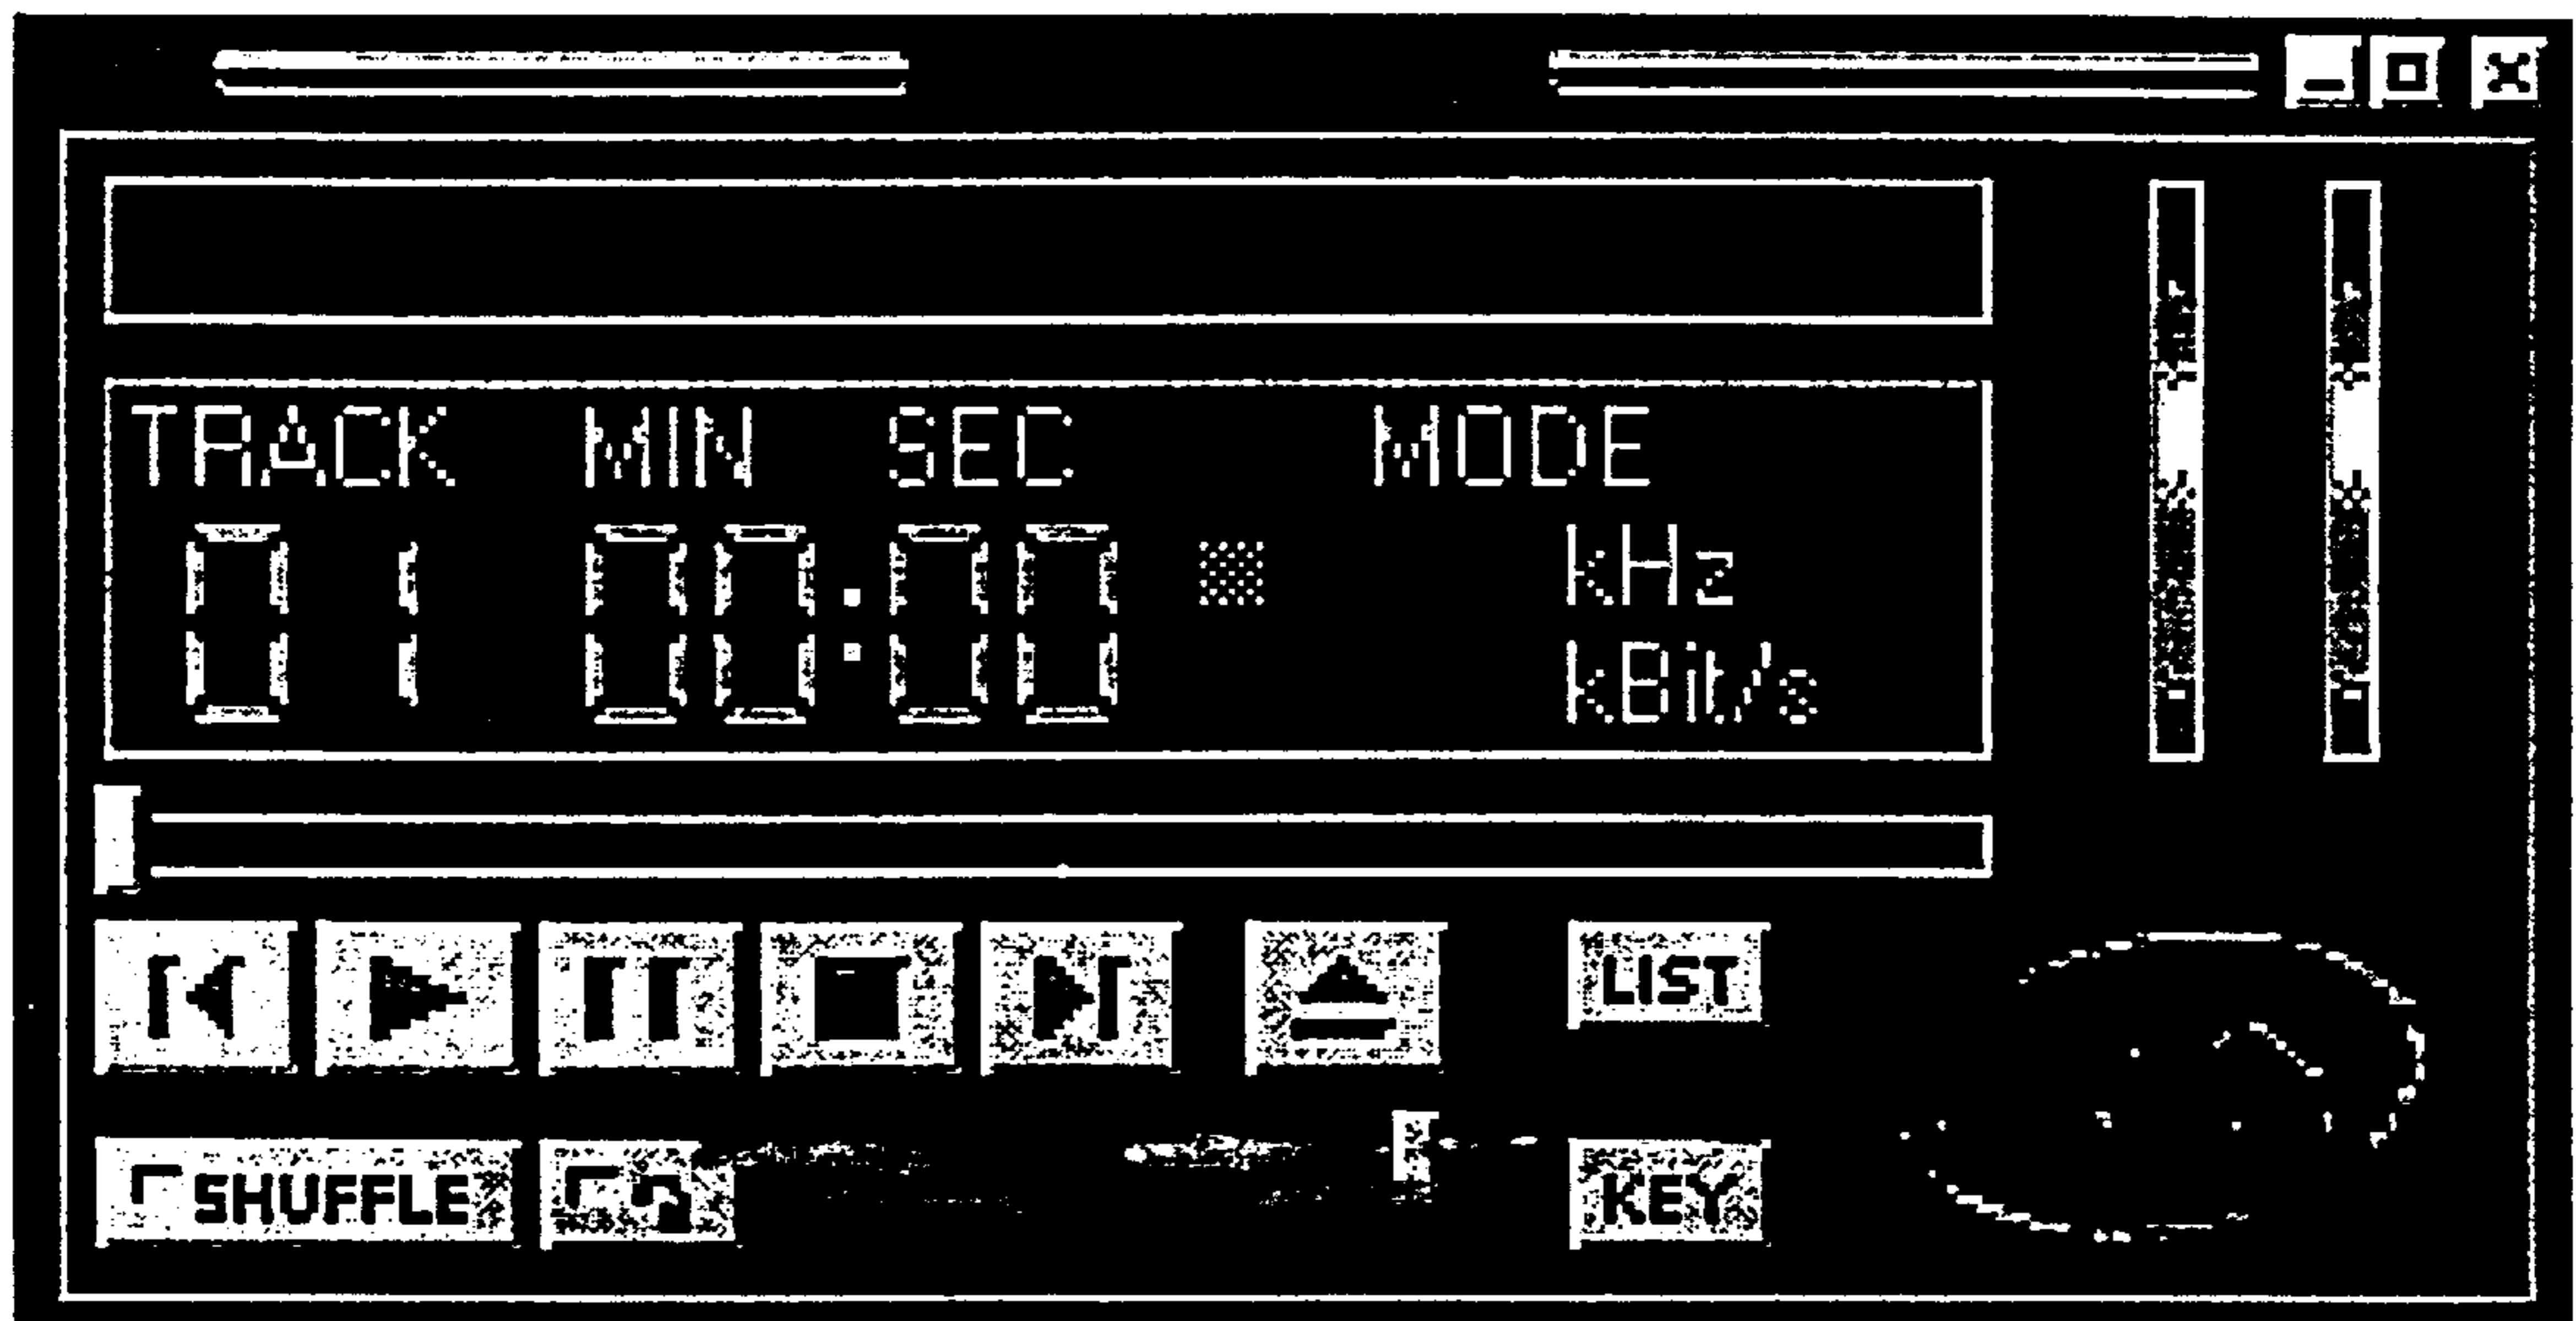 TRACK MIN SEC MODE
01 00:00 kHz
kBit/s
LIST
SHUFFLE KEY